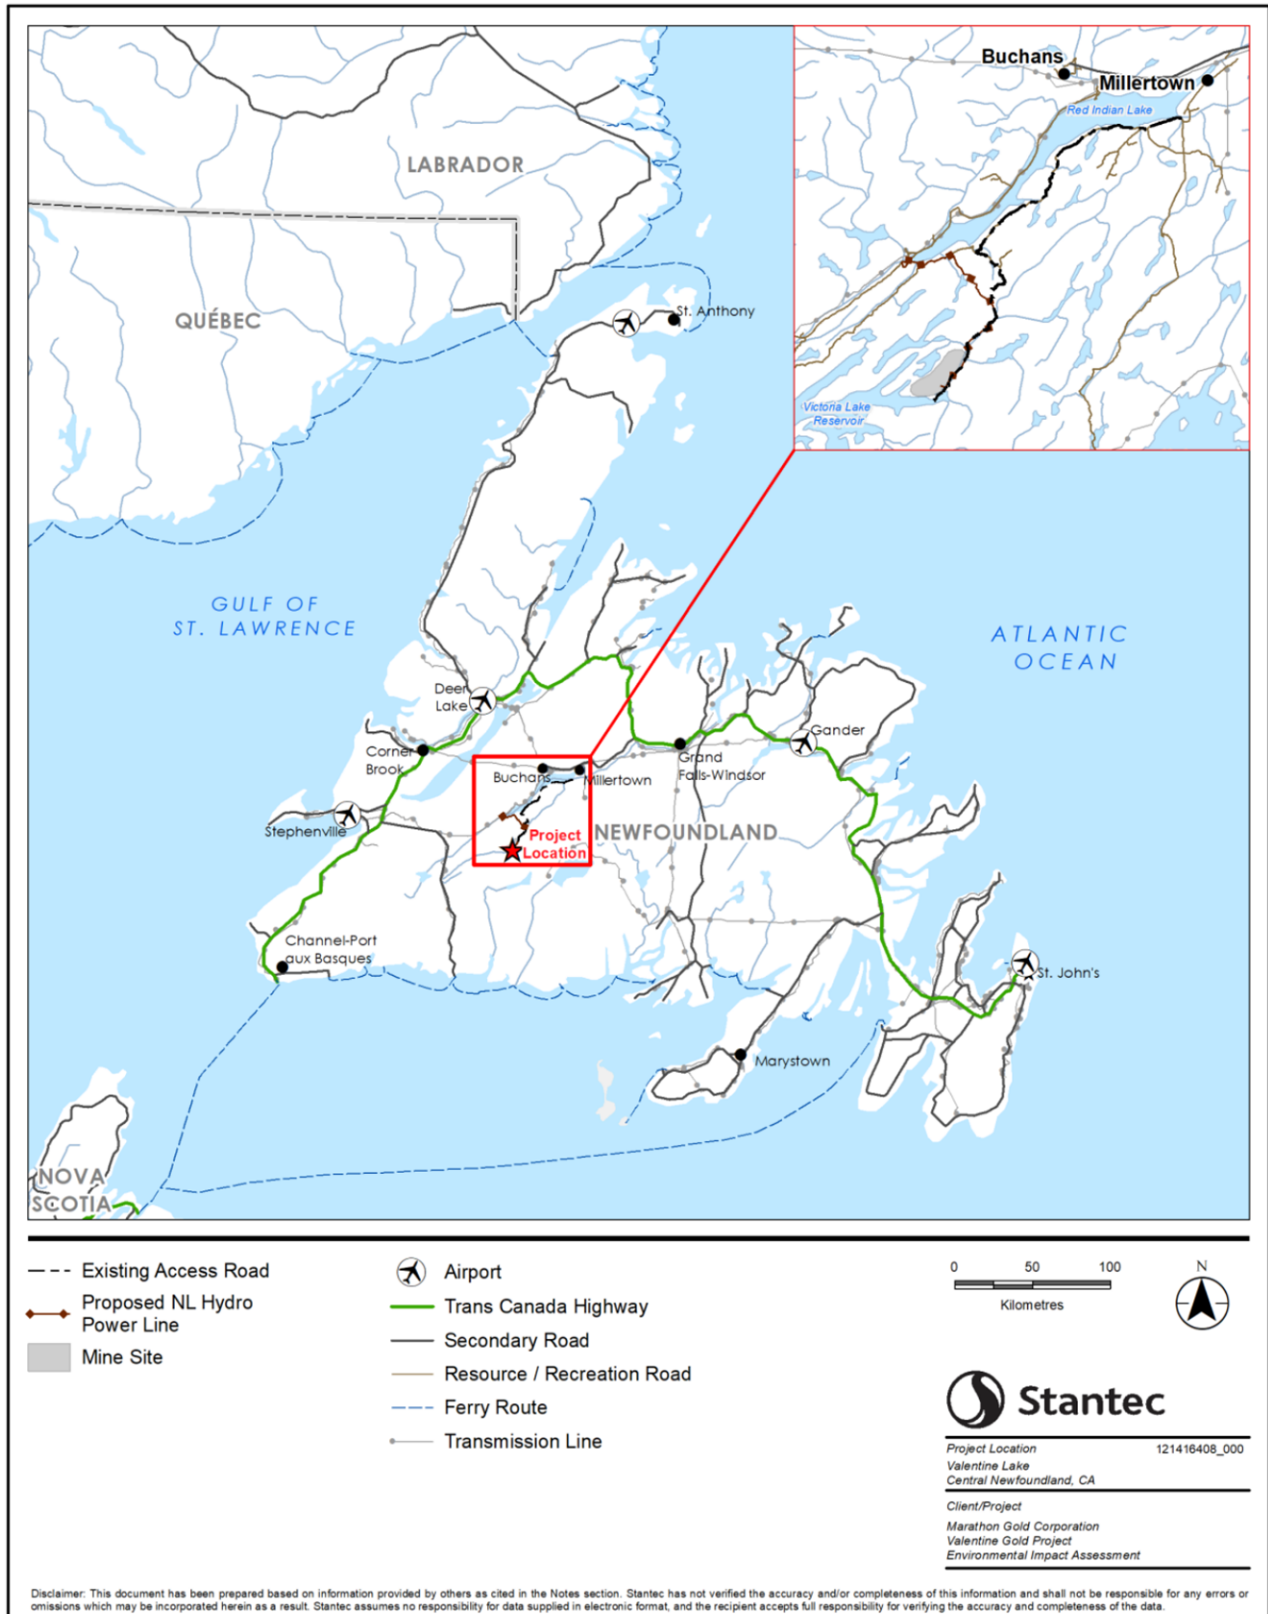 Buchans
Millertown
Red Indian Lake
Victoria Lake
Reservoir
LABRADOR
QUÉBEC
St. Anthony
GULF OF
ST. LAWRENCE
ATLANTIC
OCEAN
Deer
Lake
Gander
Corner
Brook
Grand
Falls-Windsor
Buchans
Millertown
Stephenville
Project
Location
NEWFOUNDLAND
Channel-Port
aux Basques
St. John's
Marystown
NOVA
SCOTIA
Existing Access Road
Proposed NL Hydro
Power Line
Mine Site
Airport
Trans Canada Highway
Secondary Road
Resource / Recreation Road
Ferry Route
Transmission Line
0 50 100
Kilometres
N
Stantec
Project Location 121416408_000
Valentine Lake
Central Newfoundland, CA
Client/Project
Marathon Gold Corporation
Valentine Gold Project
Environmental Impact Assessment
Disclaimer: This document has been prepared based on information provided by others as cited in the Notes section. Stantec has not verified the accuracy and/or completeness of this information and shall not be responsible for any errors or
omissions which may be incorporated herein as a result. Stantec assumes no responsibility for data supplied in electronic format, and the recipient accepts full responsibility for verifying the accuracy and completeness of the data.